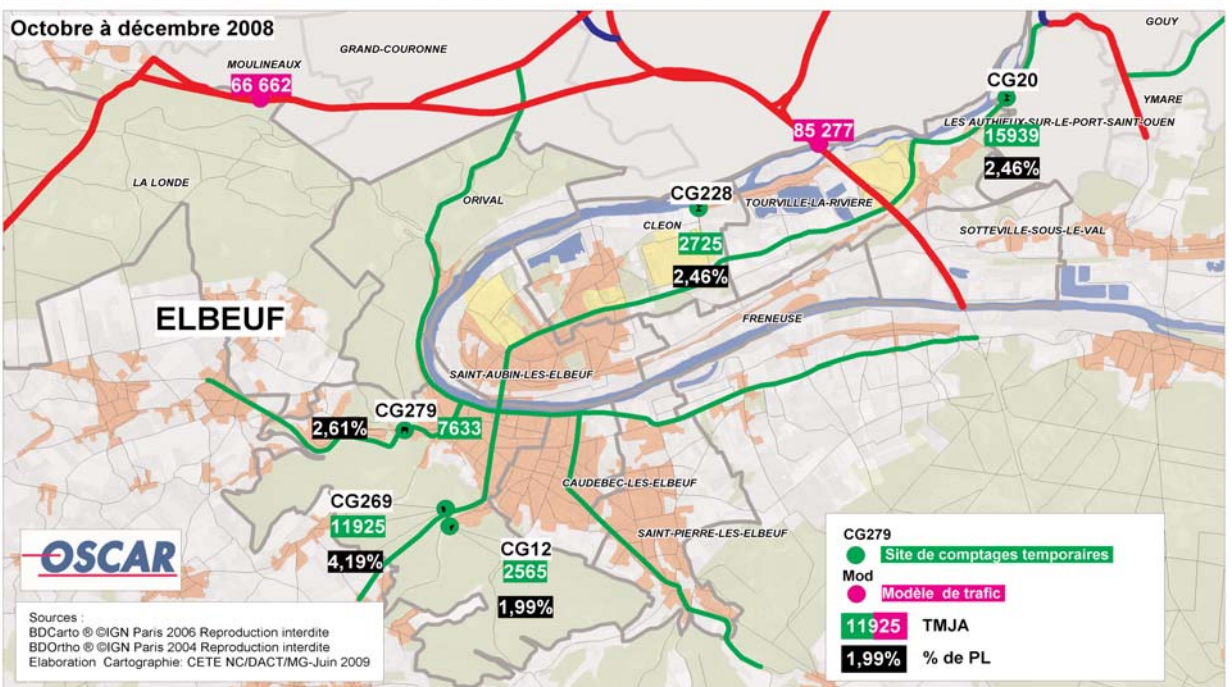 Octobre à décembre 2008
GRAND-COURONNE
GOUY
MOULINEAUX
66 662
CG20
YMARE
LES AUTHIEUX-SUR-LE-PORT-SAINT-OUEN
85 277
15939
2,46%
LA LONDE
ORIVAL
CG228
TOURVILLE-LA-RIVIERE
CLEON
SOTTEVILLE-SOUS-LE-VAL
2725
2,46%
ELBEUF
FRENEUSE
SAINT-AUBIN-LES-ELBEUF
CG279
2,61%
7633
CAUDEBEC-LES-ELBEUF
CG269
11925
4,19%
SAINT-PIERRE-LES-ELBEUF
CG12
2565
1,99%
OSCAR
Sources :
BDCarto ® ©IGN Paris 2006 Reproduction interdite
BDOrtho ® ©IGN Paris 2004 Reproduction interdite
Elaboration Cartographie: CETE NC/DACT/MG-Juin 2009
CG279
Site de comptages temporaires
Mod
Modèle de trafic
11925 TMJA
1,99% % de PL